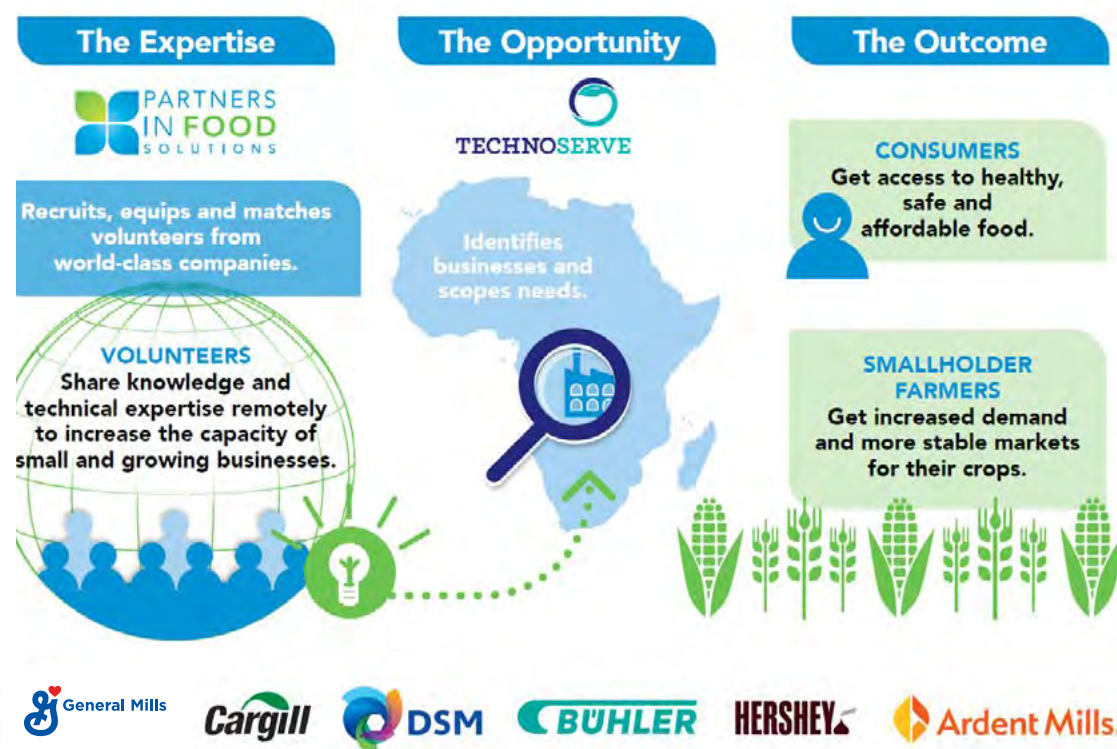 The Expertise
PARTNERS
IN FOOD
SOLUTIONS
Recruits, equips and matches
volunteers from
world-class companies.
VOLUNTEERS
Share knowledge and
technical expertise remotely
to increase the capacity of
small and growing businesses.
The Opportunity
TECHNOSERVE
Identifies
businesses and
scopes needs.
The Outcome
CONSUMERS
Get access to healthy,
safe and
affordable food.
SMALLHOLDER
FARMERS
Get increased demand
and more stable markets
for their crops.
G General Mills
Cargill
DSM
BÜHLER
HERSHEY
Ardent Mills